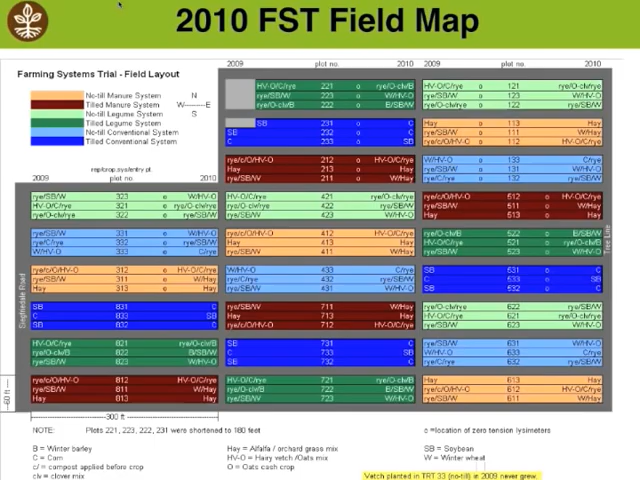 2010 FST Field Map
2009 plot no. 2010 2009 plot no. 2010
Farming Systems Trial - Field Layout
No-till Manure System N
Tilled Manure System W------E
No-till Legume System S
Tilled Legume System
No-till Conventional System
Tilled Conventional System
HV-O/C/rye 221 o rye/O-clv/B
rye/SB/W 223 o W/HV-O
rye/O-clv/B 222 o B/SB/W
SB 231 o C
SB 232 o C
C 233 o SB
rye/c/O/HV-O 212 o HV-O/C/rye
Hay 213 o Hay
rye/SB/W 211 o W/Hay
HV-O/C/rye 121 o rye/O-clv/W
rye/SB/W 123 o W/HV-O
rye/O-clv/W 122 o rye/SB/W
Hay 113 o Hay
rye/SB/W 111 o W/Hay
rye/c/O/HV-O 112 o HV-O/C/rye
W/HV-O 133 o C/rye
C/rye 131 o W/HV-O
C/rye 132 o rye/SB/W
rep/crop.sys/entry pt
2009 plot no. 2010
rye/SB/W 323 o W/HV-O
HV-O/C/rye 321 o rye/O-clv/W
rye/O-clv/W 322 o rye/SB/W
rye/SB/W 331 o W/HV-O
rye/C/rye 332 o rye/SB/W
W/HV-O 333 o C/rye
rye/c/O/HV-O 312 o HV-O/C/rye
rye/SB/W 311 o W/Hay
Hay 313 o Hay
SB 831 o C
C 833 o SB
SB 832 o C
HV-O/C/rye 821 o rye/O-clv/B
rye/O-clv/B 822 o B/SB/W
rye/SB/W 823 o W/HV-O
rye/c/O/HV-O 812 o HV-O/C/rye
rye/SB/W 811 o W/Hay
Hay 813 o Hay
HV-O/C/rye 421 o rye/O-clv/W
rye/O-clv/W 422 o rye/SB/W
rye/SB/W 423 o W/HV-O
rye/c/O/HV-O 412 o HV-O/C/rye
Hay 413 o Hay
rye/SB/W 411 o W/Hay
W/HV-O 433 o C/rye
C/rye 432 o rye/SB/W
rye/SB/W 431 o W/HV-O
rye/SB/W 711 o W/Hay
Hay 713 o Hay
rye/c/O/HV-O 712 o HV-O/C/rye
SB 731 o C
C 733 o SB
SB 732 o C
HV-O/C/rye 721 o rye/O-clv/B
rye/O-clv/B 722 o B/SB/W
rye/SB/W 723 o W/HV-O
rye/c/O/HV-O 512 o HV-O/C/rye
rye/SB/W 511 o W/Hay
Hay 513 o Hay
rye/O-clv/B 522 o B/SB/W
HV-O/C/rye 521 o rye/O-clv/B
rye/SB/W 523 o W/HV-O
SB 531 o C
C 533 o SB
SB 532 o C
rye/O-clv/W 622 o rye/SB/W
HV-O/C/rye 621 o rye/O-clv/W
rye/SB/W 623 o W/HV-O
rye/SB/W 631 o W/HV-O
W/HV-O 633 o C/rye
C/rye 632 o rye/SB/W
Hay 613 o Hay
rye/c/O/HV-O 612 o HV-O/C/rye
rye/SB/W 611 o W/Hay
Siegfriedale Road
Tree Line
--60 ft---
---300 ft---
NOTE: Plots 221, 223, 222, 231 were shortened to 180 feet
o =location of zero tension lysimeters
B = Winter barley
C = Corn
c/ = compost applied before crop
clv = clover mix
Hay = Alfalfa / orchard grass mix
HV-O = Hairy vetch /Oats mix
O = Oats cash crop
SB = Soybean
W = Winter wheat
Vetch planted in TRT 33 (no-till) in 2009 never grew.